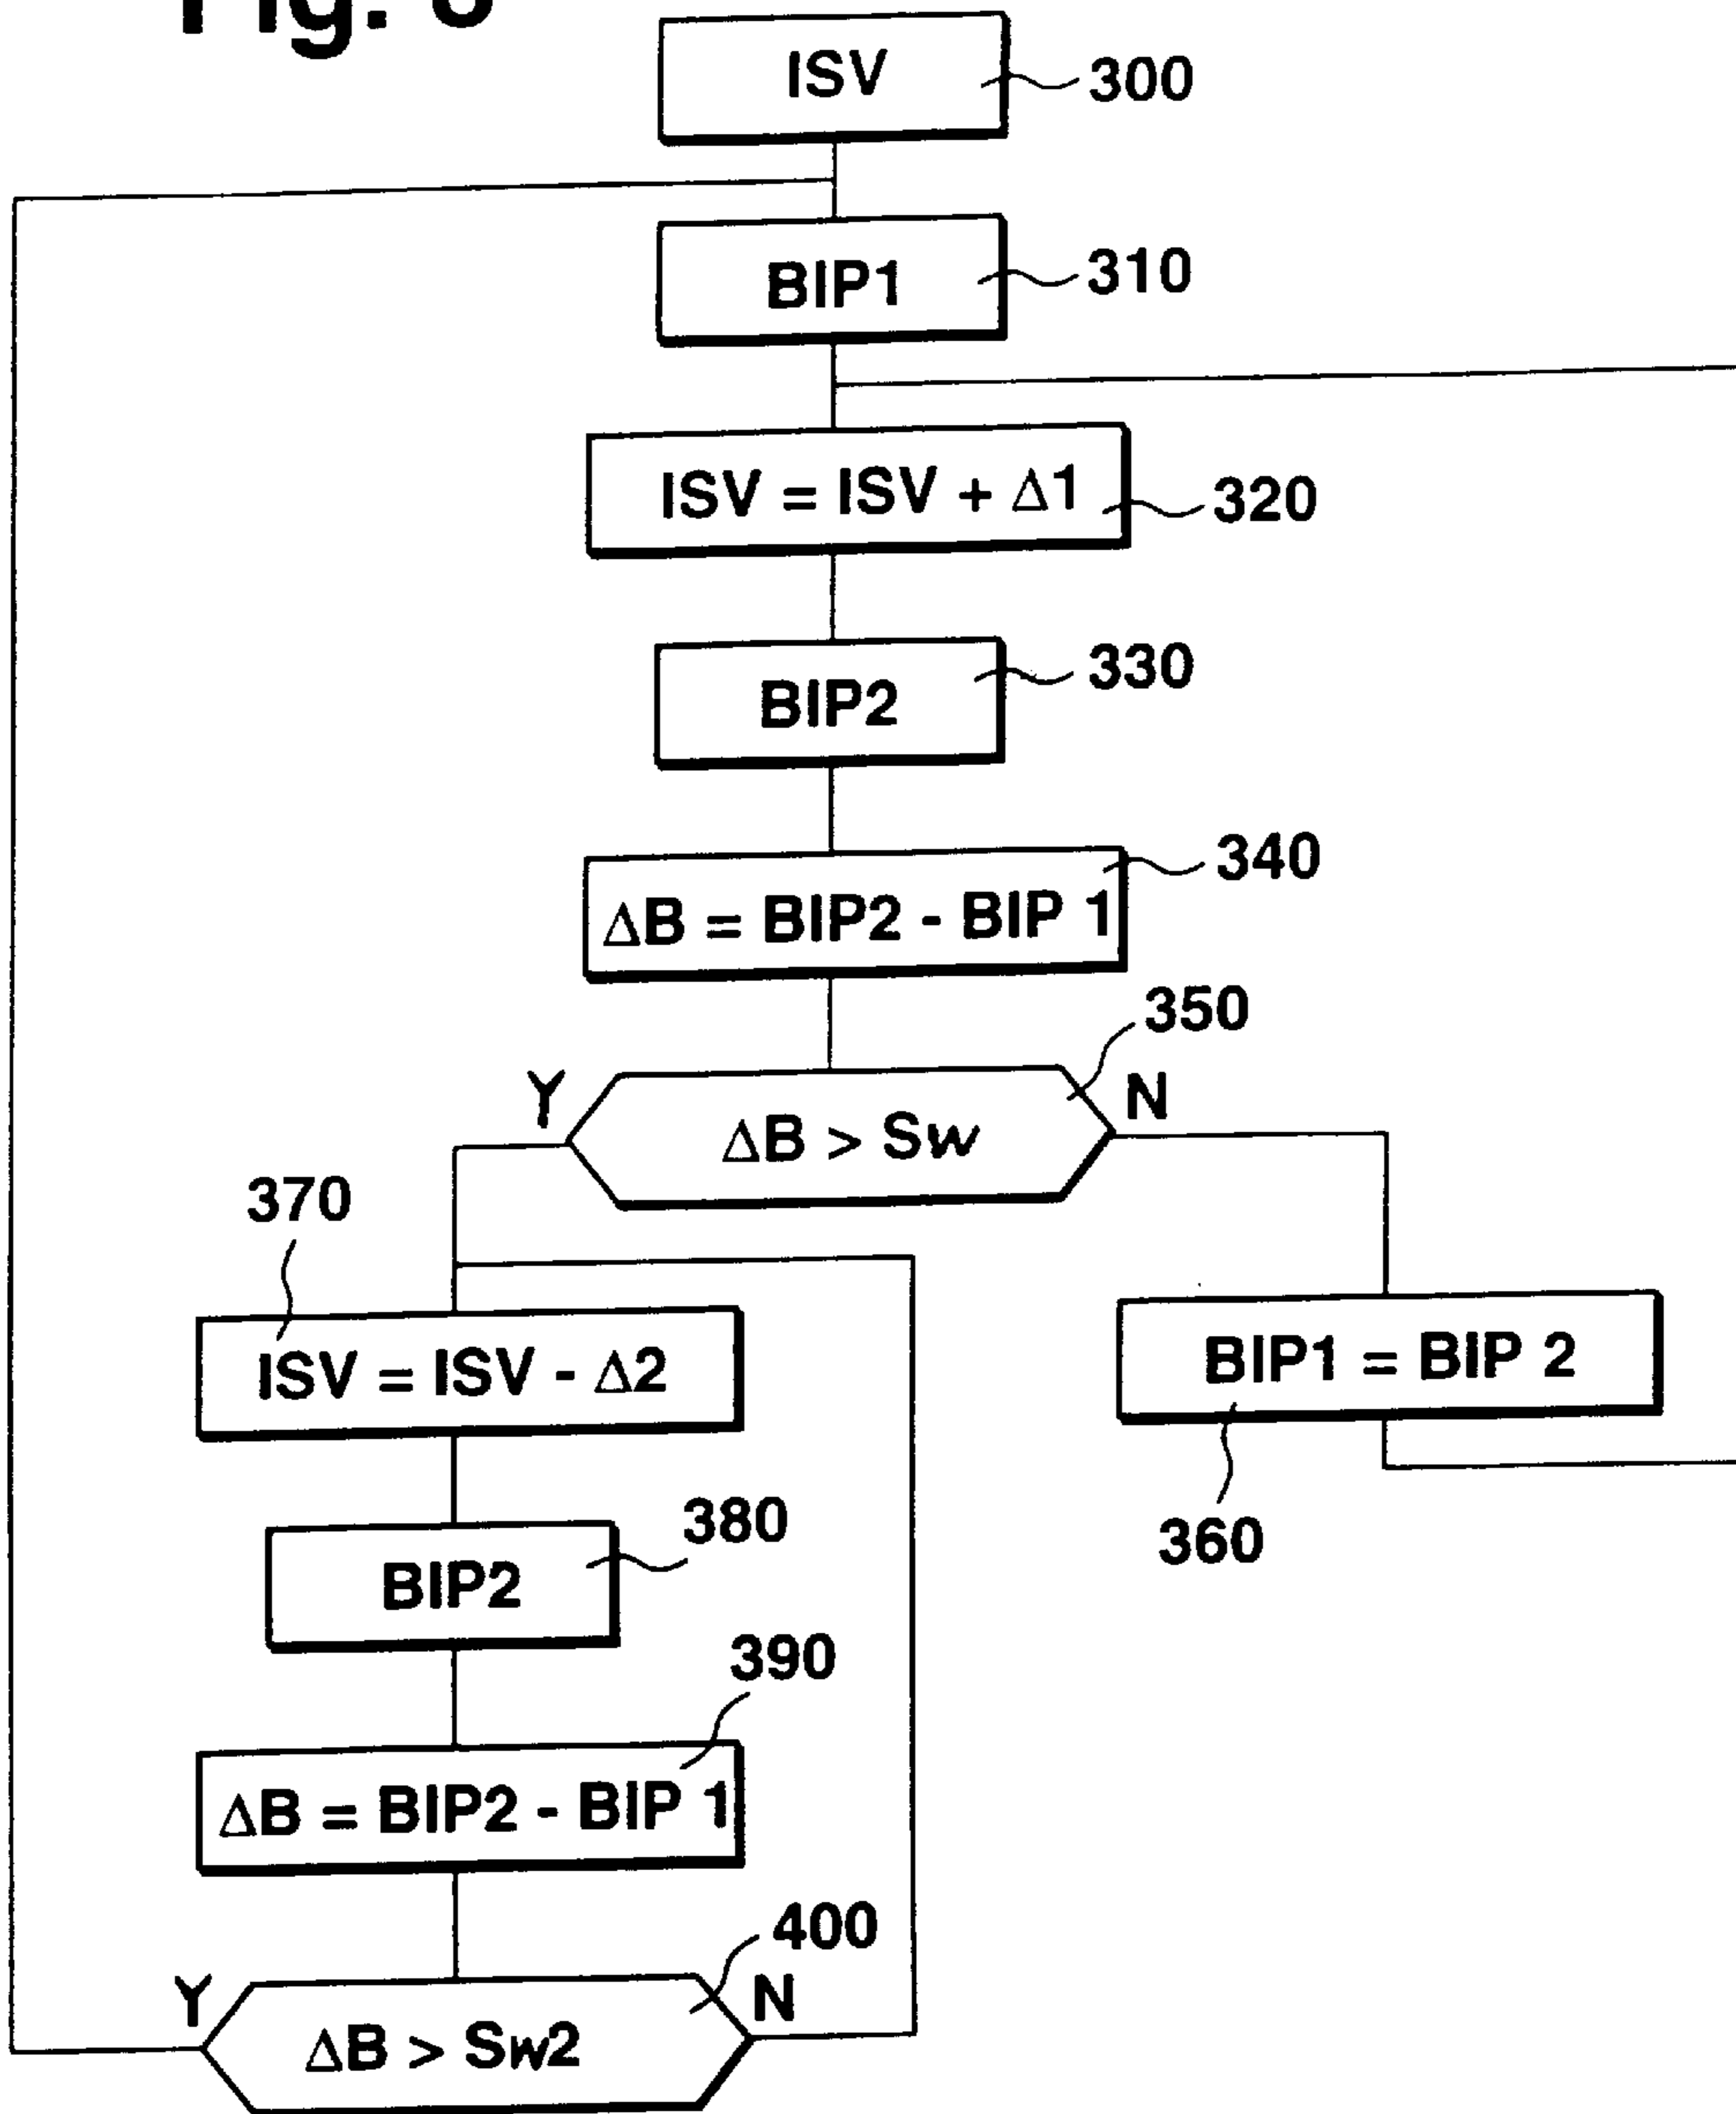 Fig.
ISV
300
BIP1
310
ISV = ISV + Δ1
320
BIP2
330
340
ΔB = BIP2 - BIP 1
350
Y
N
ΔB > Sw
370
ISV = ISV - Δ2
BIP1 = BIP 2
360
380
BIP2
390
ΔB = BIP2 - BIP 1
400
Y
N
ΔB > Sw2